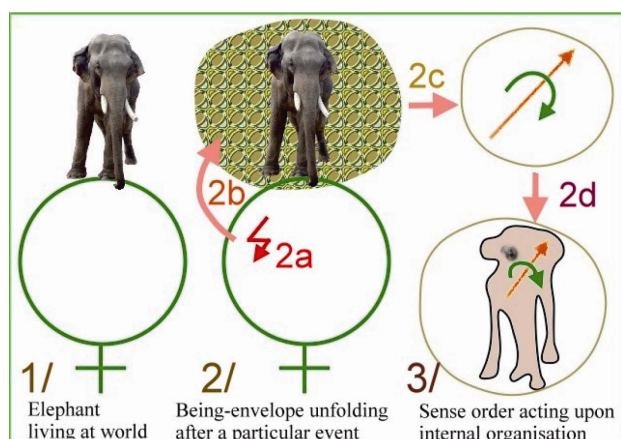 2c
2b
2a
2d
1/
2/
3/
Elephant
living at world
Being-envelope unfolding
after a particular event
Sense order acting upon
internal organisation